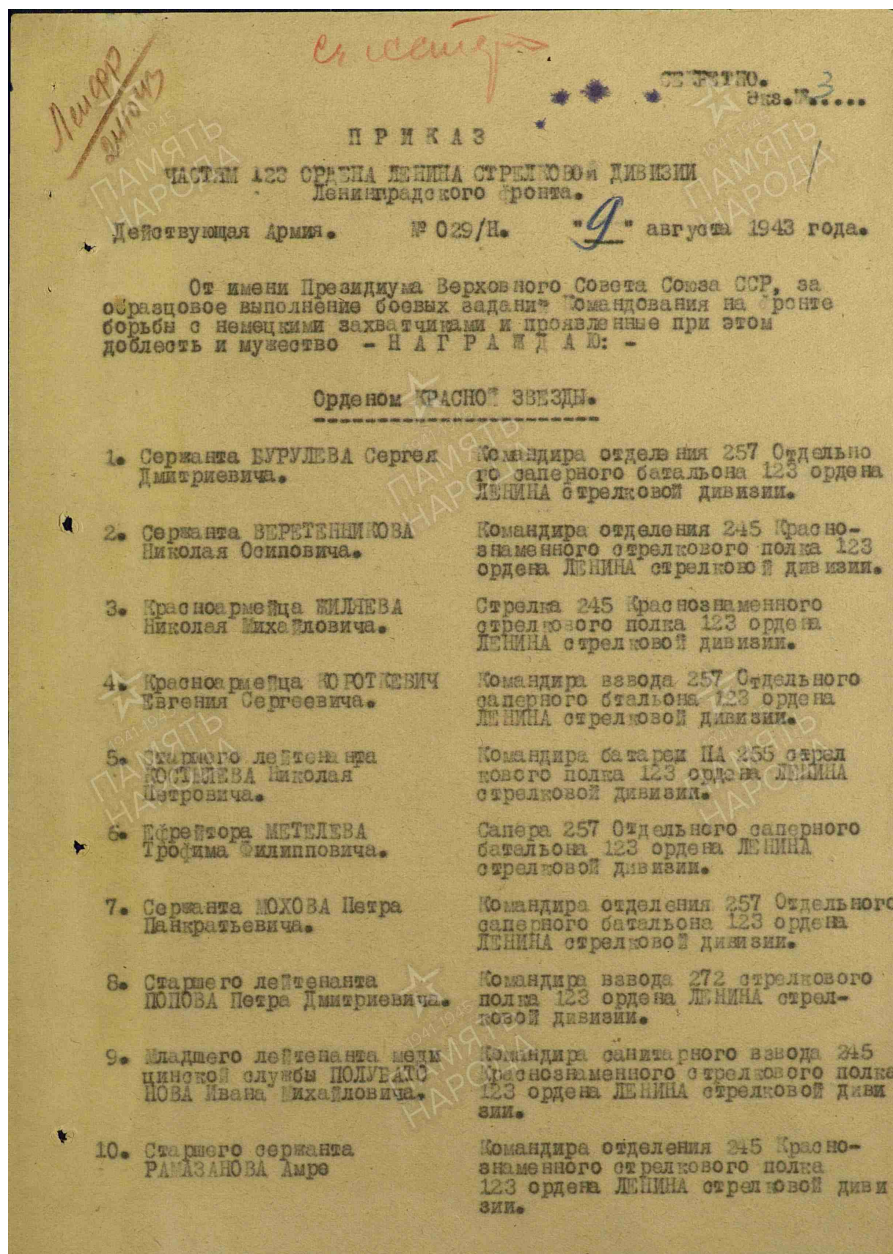 СЕКРЕТНО.
Экз.№ 3
ПРИКАЗ
ЧАСТЯМ 123 ОРДЕНА ЛЕНИНА СТРЕЛКОВОЙ ДИВИЗИИ
Ленинградского фронта.
Действующая Армия. № 029/Н. "9" августа 1943 года.
От имени Президиума Верховного Совета Союза ССР, за
образцовое выполнение боевых заданий Командования на фронте
борьбы с немецкими захватчиками и проявленные при этом
доблесть и мужество - НАГРАЖДАЮ: -
Орденом КРАСНОЙ ЗВЕЗДЫ.
1. Сержанта БУРУЛЕВА Сергея
Дмитриевича.
Командира отделения 257 Отдельно
го саперного батальона 123 ордена
ЛЕНИНА стрелковой дивизии.
2. Сержанта ВЕРЕТЕННИКОВА
Николая Осиповича.
Командира отделения 245 Красно-
знаменного стрелкового полка 123
ордена ЛЕНИНА стрелковой дивизии.
3. Красноармейца ЖИЛЯЕВА
Николая Михайловича.
Стрелка 245 Краснознаменного
стрелкового полка 123 ордена
ЛЕНИНА стрелковой дивизии.
4. Красноармейца КОРОТКЕВИЧ
Евгения Сергеевича.
Командира взвода 257 Отдельного
саперного бтальона 123 ордена
ЛЕНИНА стрелковой дивизии.
5. Старшего лейтенанта
КОСТЫЛЕВА Николая
Петровича.
Командира батареи ПА 255 стрел
кового полка 123 ордена ЛЕНИНА
стрелковой дивизии.
6. Ефрейтора МЕТЕЛЕВА
Трофима Филипповича.
Сапера 257 Отдельного саперного
батальона 123 ордена ЛЕНИНА
стрелковой дивизии.
7. Сержанта МОХОВА Петра
Панкратьевича.
Командира отделения 257 Отдельного
саперного батальона 123 ордена
ЛЕНИНА стрелковой дивизии.
8. Старшего лейтенанта
ПОПОВА Петра Дмитриевича.
Командира взвода 272 стрелкового
полка 123 ордена ЛЕНИНА стрел-
ковой дивизии.
9. Младшего лейтенанта меди
цинской службы ПОЛУБАТО
НОВА Ивана Михайловича.
Командира санитарного взвода 245
Краснознаменного стрелкового полка
123 ордена ЛЕНИНА стрелковой диви
зии.
10. Старшего сержанта
РАМАЗАНОВА Амре
Командира отделения 245 Красно-
знаменного стрелкового полка
123 ордена ЛЕНИНА стрелковой диви
зии.
ПАМЯТЬ
НАРОДА
1941-1945